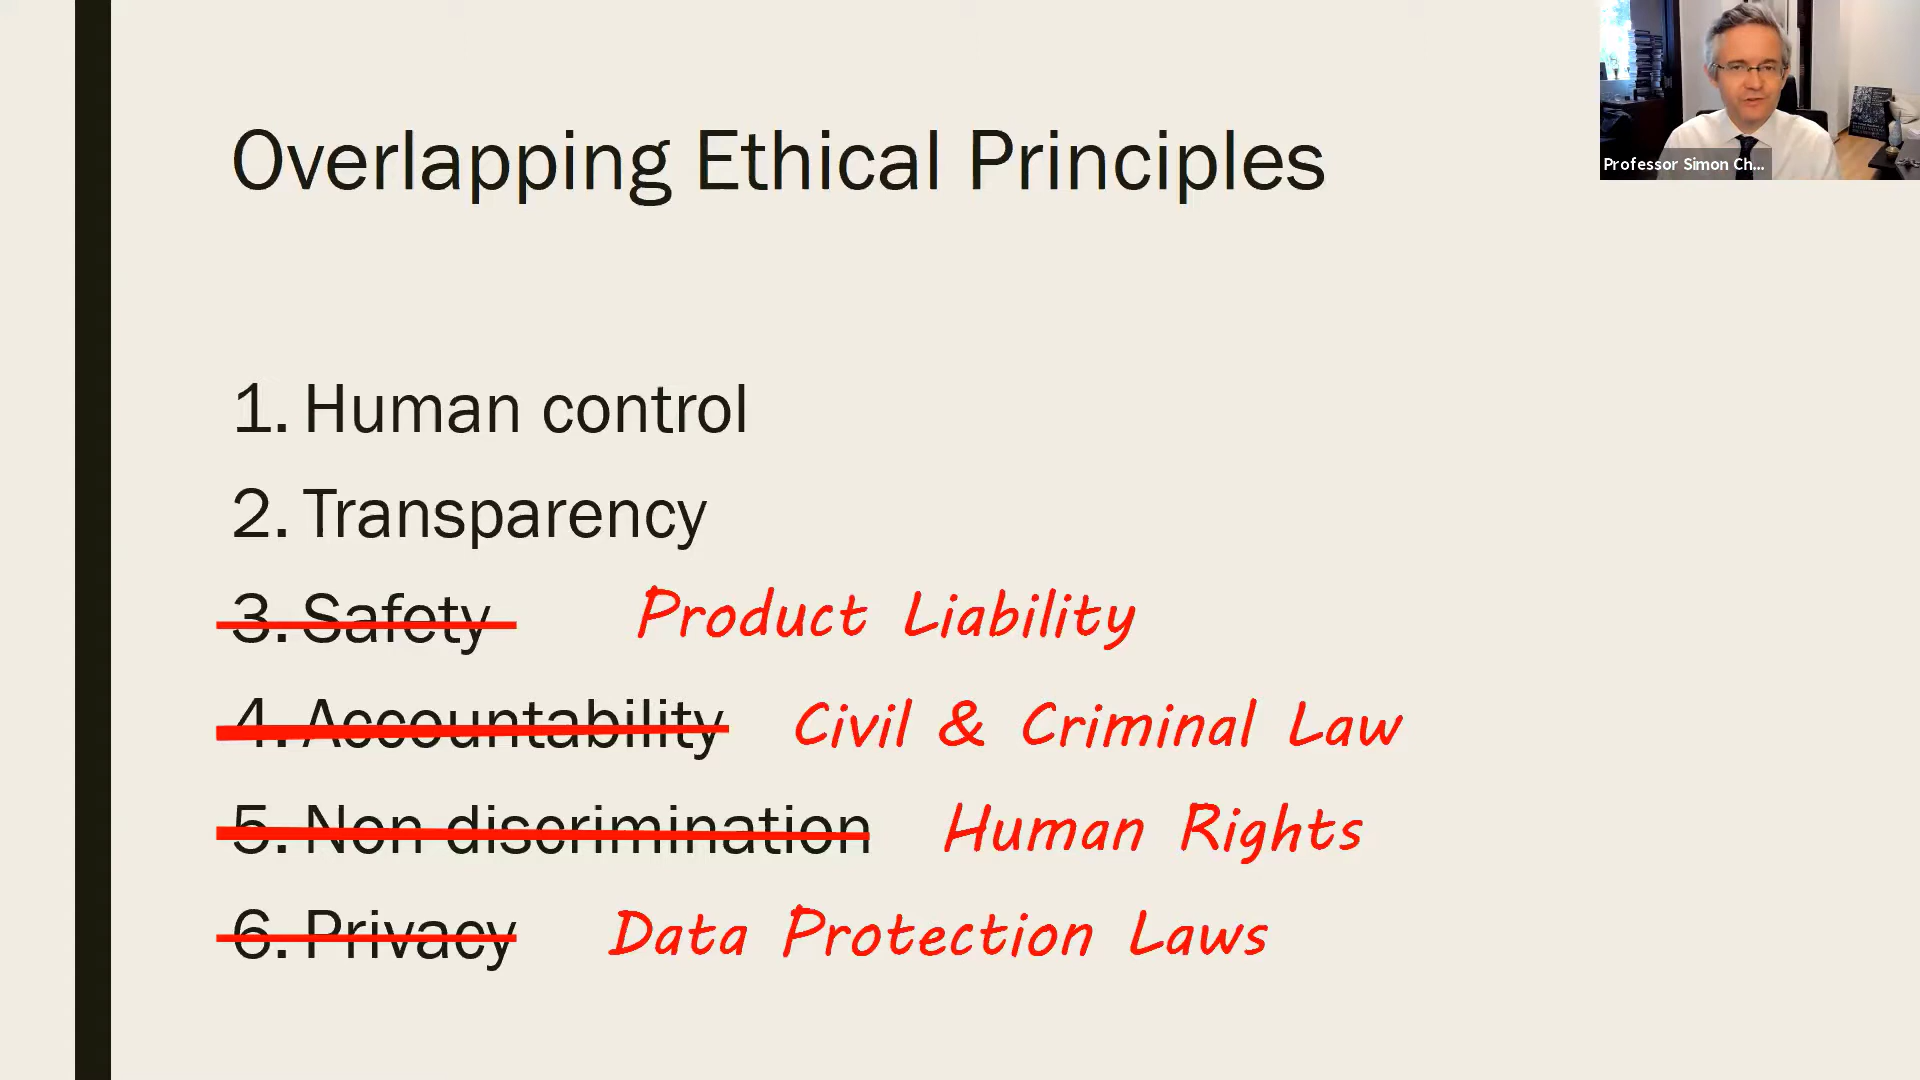 Overlapping Ethical Principles
Professor Simon Ch...
1. Human control
2. Transparency
3. Safety Product Liability
4. Accountability Civil & Criminal Law
5. Non discrimination Human Rights
6. Privacy Data Protection Laws